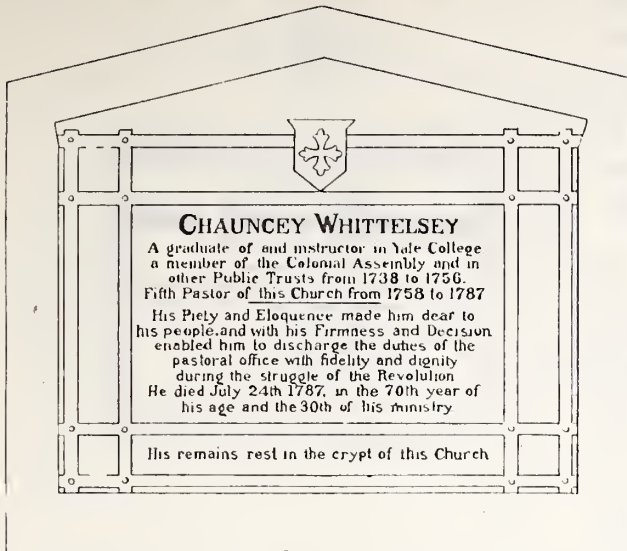 CHAUNCEY WHITTELSEY
A graduate of and instructor in Yale College
a member of the Colonial Assembly and in
other Public Trusts from 1738 to 1756.
Fifth Pastor of this Church from 1758 to 1787
His Piety and Eloquence made him dear to
his people.and with his Firmness and Decision
enabled him to discharge the duties of the
pastoral office with fidelity and dignity
during the struggle of the Revolution
He died July 24th 1787, in the 70th year of
his age and the 30th of his ministry
His remains rest in the crypt of this Church